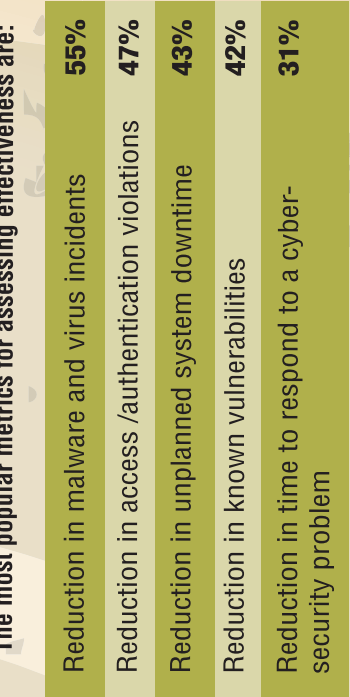 The most popular metrics for assessing effectiveness are:
Reduction in malware and virus incidents 55%
Reduction in access /authentication violations 47%
Reduction in unplanned system downtime 43%
Reduction in known vulnerabilities 42%
Reduction in time to respond to a cyber- 31%
security problem